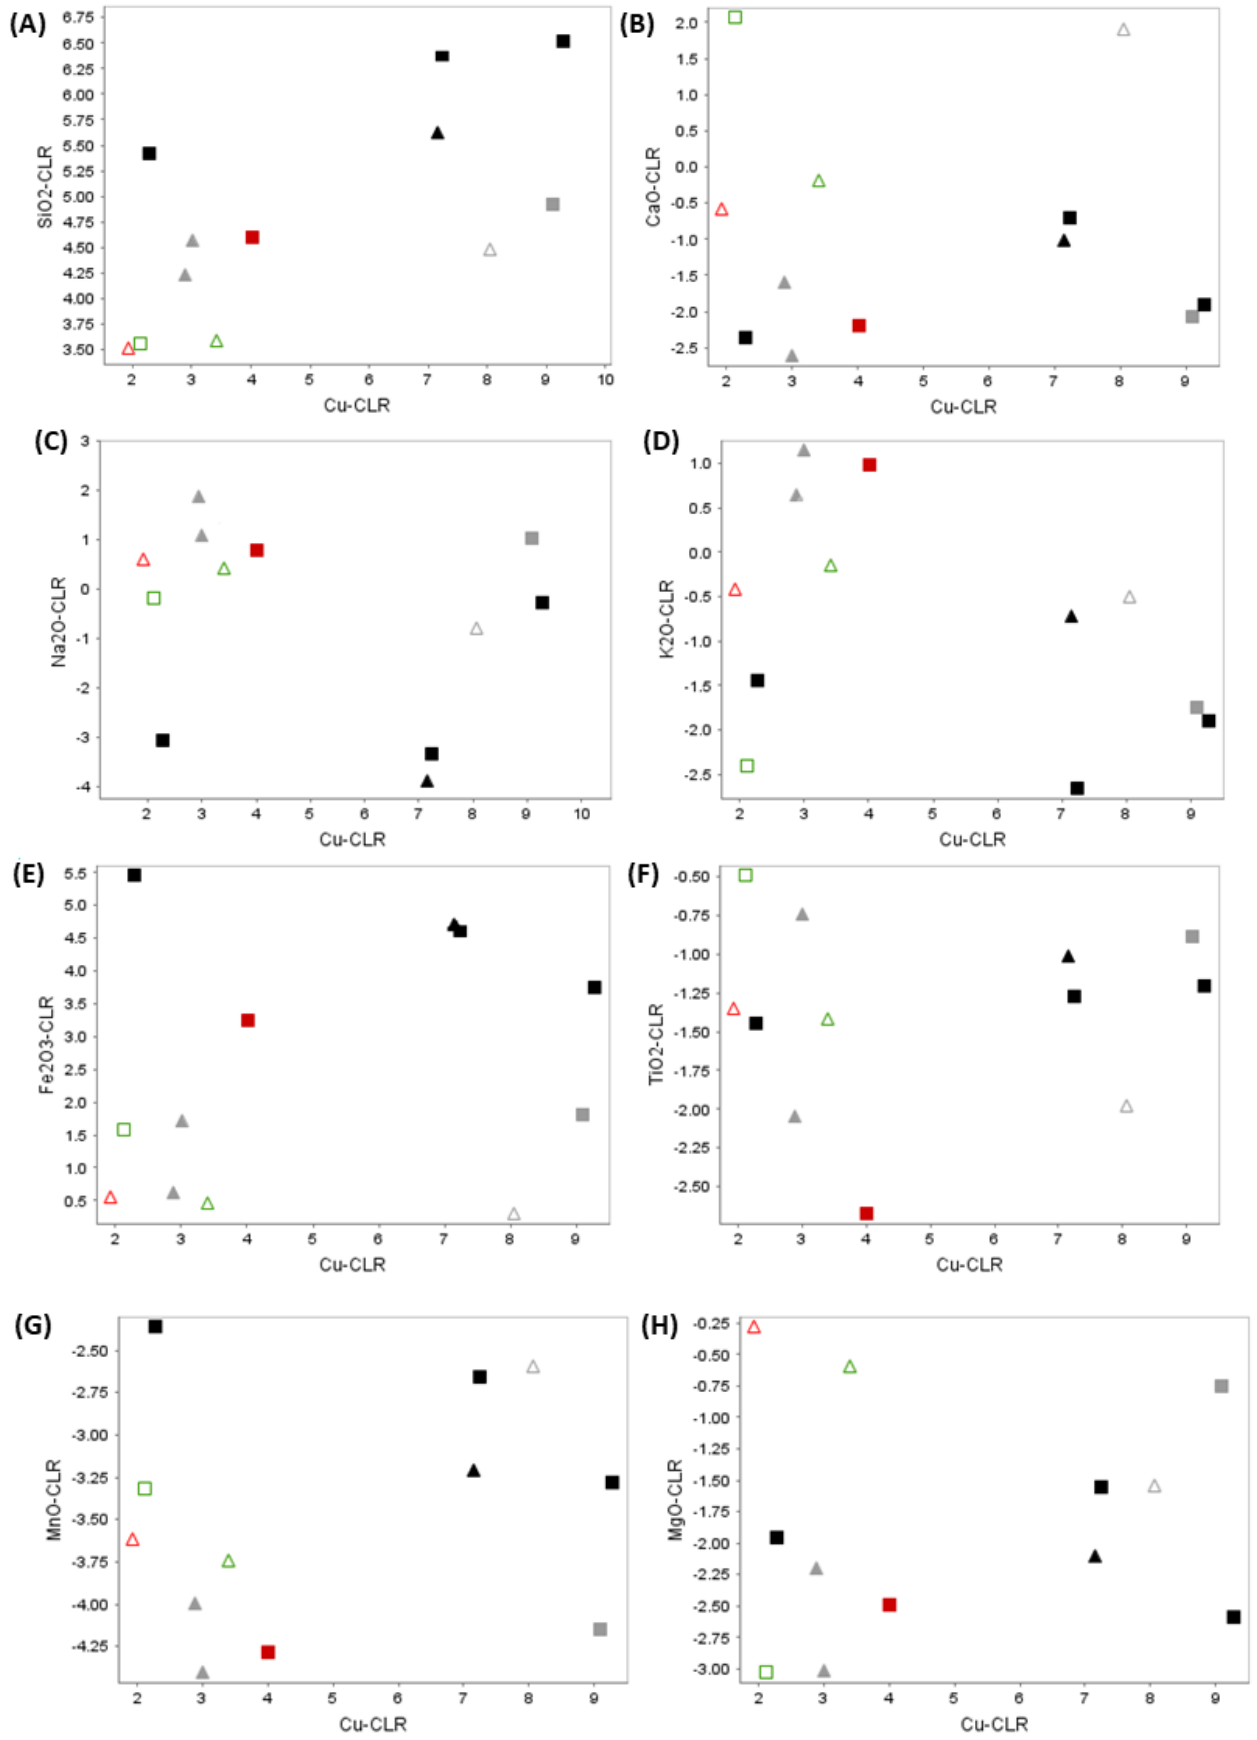 (A)
6.75
6.50
6.25
6.00
5.75
5.50
5.25
5.00
4.75
4.50
4.25
4.00
3.75
3.50
SiO2-CLR
2 3 4 5 6 7 8 9 10
Cu-CLR
(B)
2.0
1.5
1.0
0.5
0.0
-0.5
-1.0
-1.5
-2.0
-2.5
CaO-CLR
2 3 4 5 6 7 8 9
Cu-CLR
(C)
3
2
1
0
-1
-2
-3
-4
Na2O-CLR
2 3 4 5 6 7 8 9 10
Cu-CLR
(D)
1.0
0.5
0.0
-0.5
-1.0
-1.5
-2.0
-2.5
K2O-CLR
2 3 4 5 6 7 8 9
Cu-CLR
(E)
5.5
5.0
4.5
4.0
3.5
3.0
2.5
2.0
1.5
1.0
0.5
Fe2O3-CLR
2 3 4 5 6 7 8 9
Cu-CLR
(F)
-0.50
-0.75
-1.00
-1.25
-1.50
-1.75
-2.00
-2.25
-2.50
TiO2-CLR
2 3 4 5 6 7 8 9
Cu-CLR
(G)
-2.50
-2.75
-3.00
-3.25
-3.50
-3.75
-4.00
-4.25
MnO-CLR
2 3 4 5 6 7 8 9
Cu-CLR
(H)
-0.25
-0.50
-0.75
-1.00
-1.25
-1.50
-1.75
-2.00
-2.25
-2.50
-2.75
-3.00
MgO-CLR
2 3 4 5 6 7 8 9
Cu-CLR